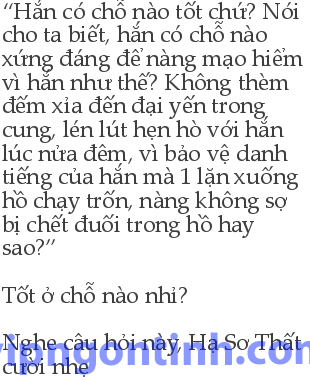 “Hắn có chỗ nào tốt chứ? Nói
cho ta biết, hắn có chỗ nào
xứng đáng để nàng mạo hiểm
vì hắn như thế? Không thèm
đếm xỉa đến đại yến trong
cung, lén lút hẹn hò với hắn
lúc nửa đêm, vì bảo vệ danh
tiếng của hắn mà 1 lặn xuống
hồ chạy trốn, nàng không sợ
bị chết đuối trong hồ hay
sao?”
Tốt ở chỗ nào nhỉ?
Nghe câu hỏi này, Hạ Sơ Thất
cười nhẹ
vipngontinh.com